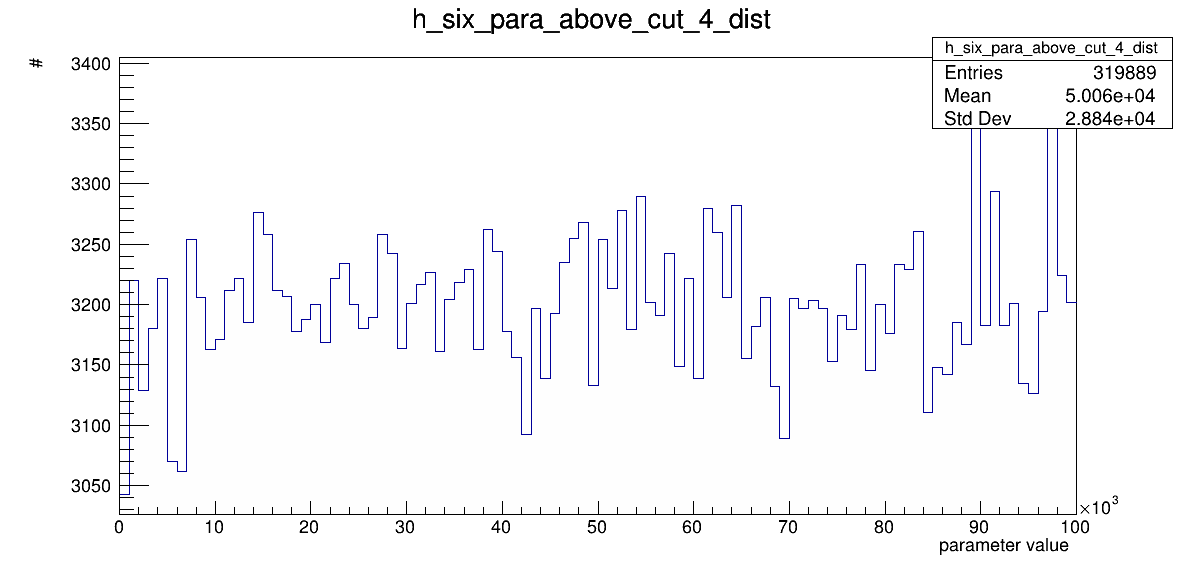 h_six_para_above_cut_4_dist
h_six_para_above_cut_4_dist
Entries 319889
Mean 5.006e+04
Std Dev 2.884e+04
#
3400
3350
3300
3250
3200
3150
3100
3050
0 10 20 30 40 50 60 70 80 90 100
×10³
parameter value